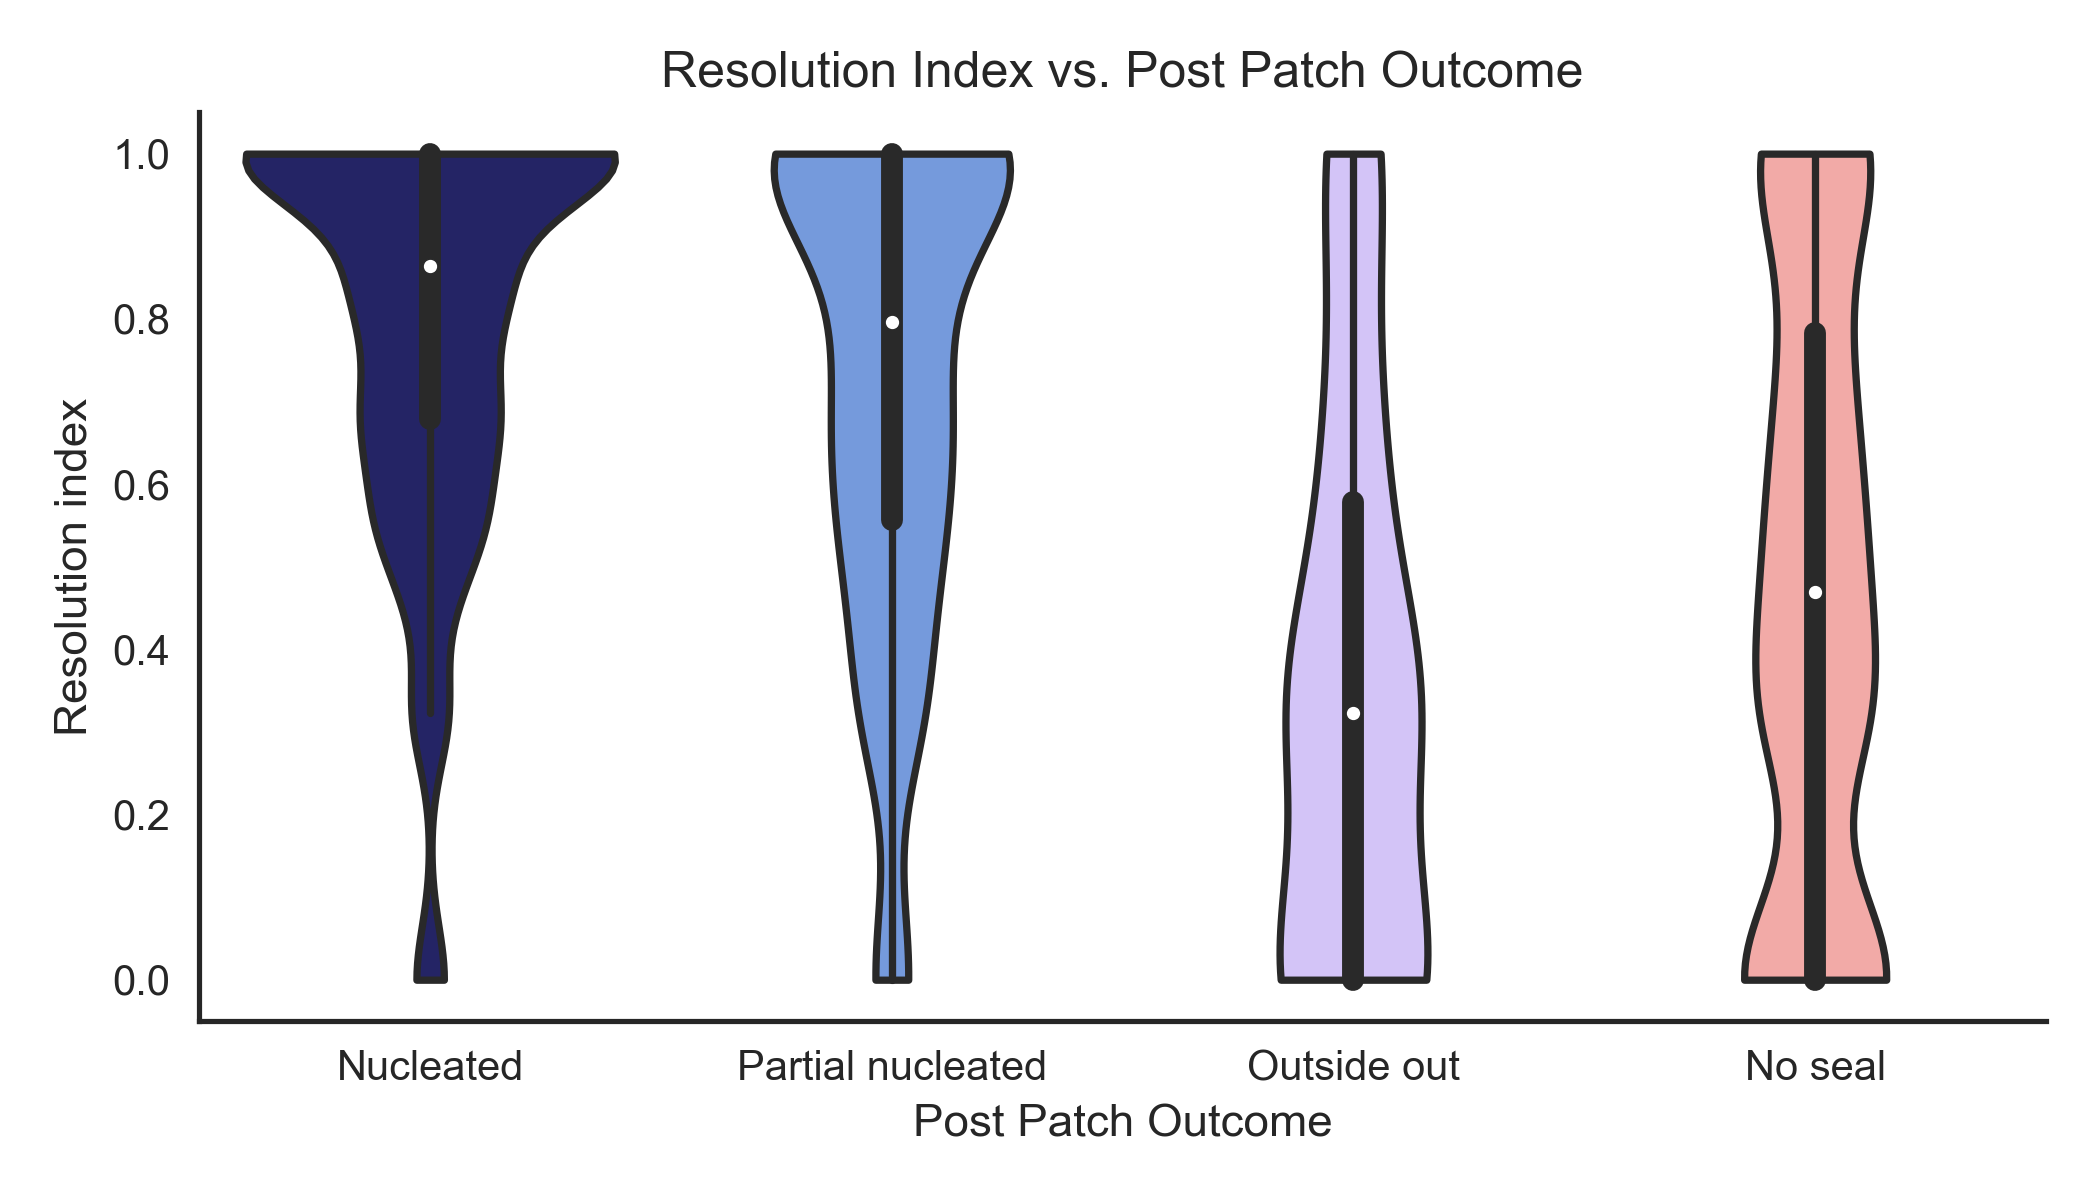 Resolution Index vs. Post Patch Outcome
1.0
0.8
0.6
0.4
0.2
0.0
Resolution index
Nucleated
Partial nucleated
Outside out
No seal
Post Patch Outcome